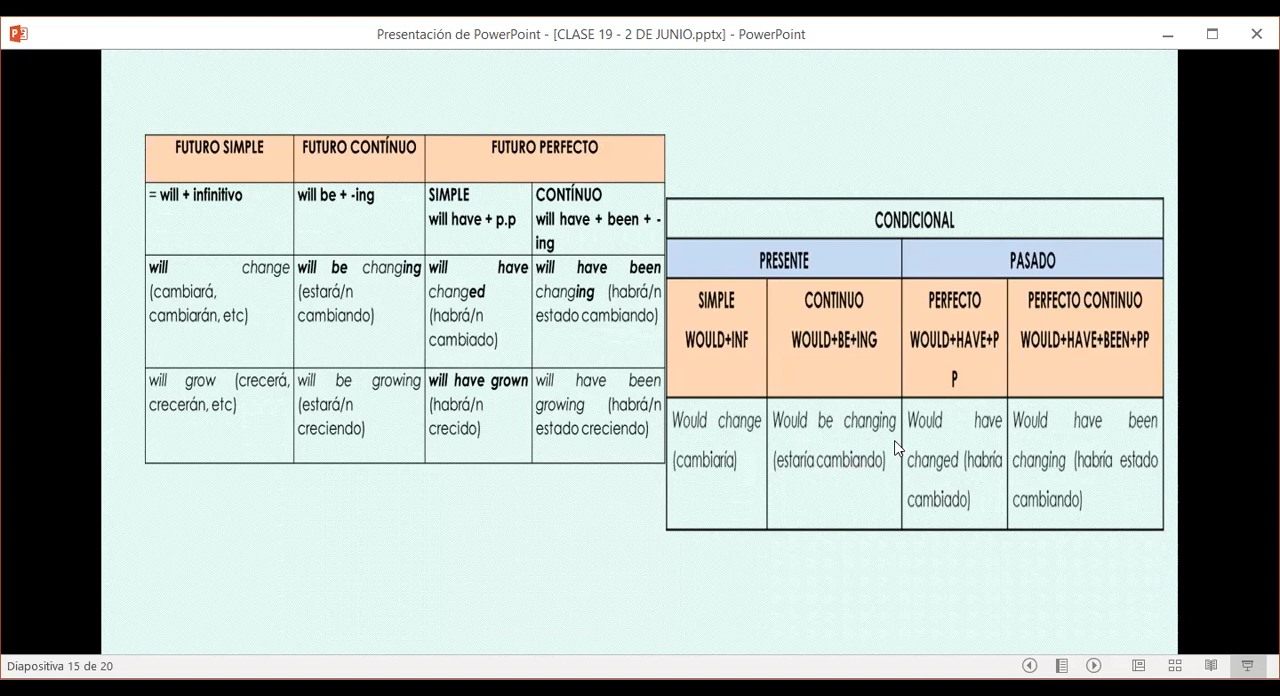 Presentación de PowerPoint - [CLASE 19 - 2 DE JUNIO.pptx] - PowerPoint
FUTURO SIMPLE
FUTURO CONTÍNUO
FUTURO PERFECTO
= will + infinitivo
will be + -ing
SIMPLE
will have + p.p
CONTÍNUO
will have + been + -
ing
will change
(cambiará,
cambiarán, etc)
will be changing
(estará/n
cambiando)
will have
changed
(habrá/n
cambiado)
will have been
changing (habrá/n
estado cambiando)
will grow (crecerá,
crecerán, etc)
will be growing
(estará/n
creciendo)
will have grown
(habrá/n
crecido)
will have been
growing (habrá/n
estado creciendo)
CONDICIONAL
PRESENTE
PASADO
SIMPLE
WOULD+INF
CONTINUO
WOULD+BE+ING
PERFECTO
WOULD+HAVE+P
P
PERFECTO CONTINUO
WOULD+HAVE+BEEN+PP
Would change
(cambiaría)
Would be changing
(estaría cambiando)
Would have
changed (habría
cambiado)
Would have been
changing (habría estado
cambiando)
Diapositiva 15 de 20